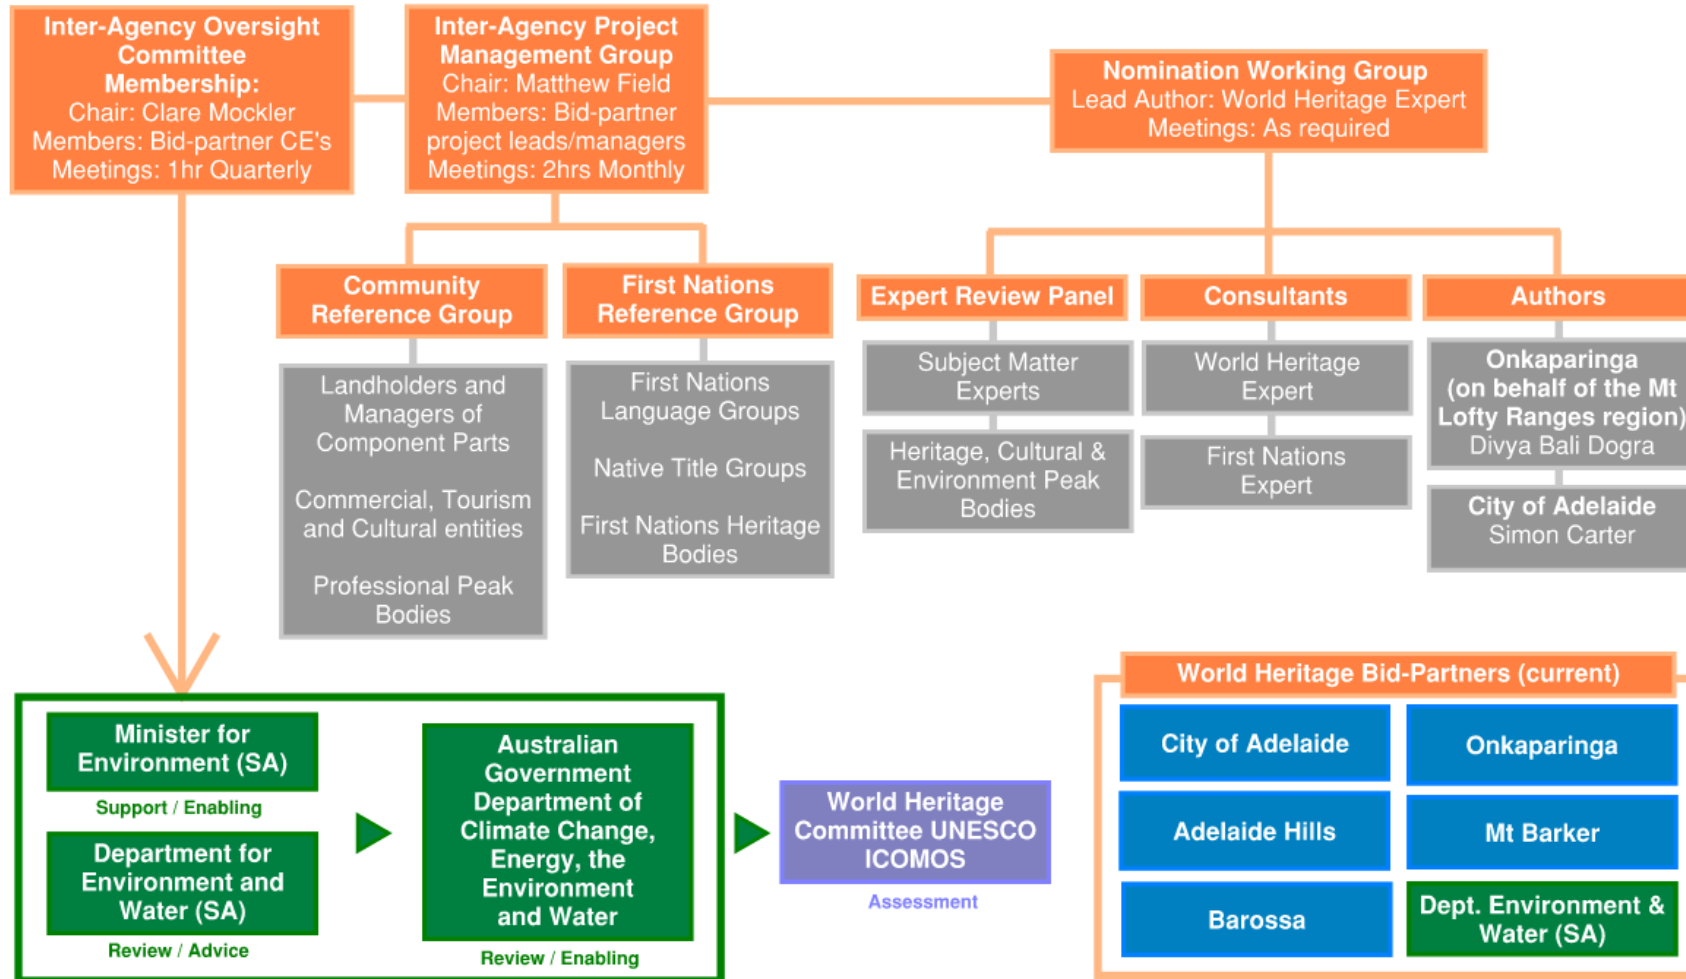 Inter-Agency Oversight
Committee
Membership:
Chair: Clare Mockler
Members: Bid-partner CE's
Meetings: 1hr Quarterly
Inter-Agency Project
Management Group
Chair: Matthew Field
Members: Bid-partner
project leads/managers
Meetings: 2hrs Monthly
Nomination Working Group
Lead Author: World Heritage Expert
Meetings: As required
Community
Reference Group
Landholders and
Managers of
Component Parts
Commercial, Tourism
and Cultural entities
Professional Peak
Bodies
First Nations
Reference Group
First Nations
Language Groups
Native Title Groups
First Nations Heritage
Bodies
Expert Review Panel
Subject Matter
Experts
Heritage, Cultural &
Environment Peak
Bodies
Consultants
World Heritage
Expert
First Nations
Expert
Authors
Onkaparinga
(on behalf of the Mt
Lofty Ranges region)
Divya Bali Dogra
City of Adelaide
Simon Carter
Minister for
Environment (SA)
Support / Enabling
Department for
Environment and
Water (SA)
Review / Advice
Australian
Government
Department of
Climate Change,
Energy, the
Environment
and Water
Review / Enabling
World Heritage
Committee UNESCO
ICOMOS
Assessment
World Heritage Bid-Partners (current)
City of Adelaide
Onkaparinga
Adelaide Hills
Mt Barker
Barossa
Dept. Environment &
Water (SA)